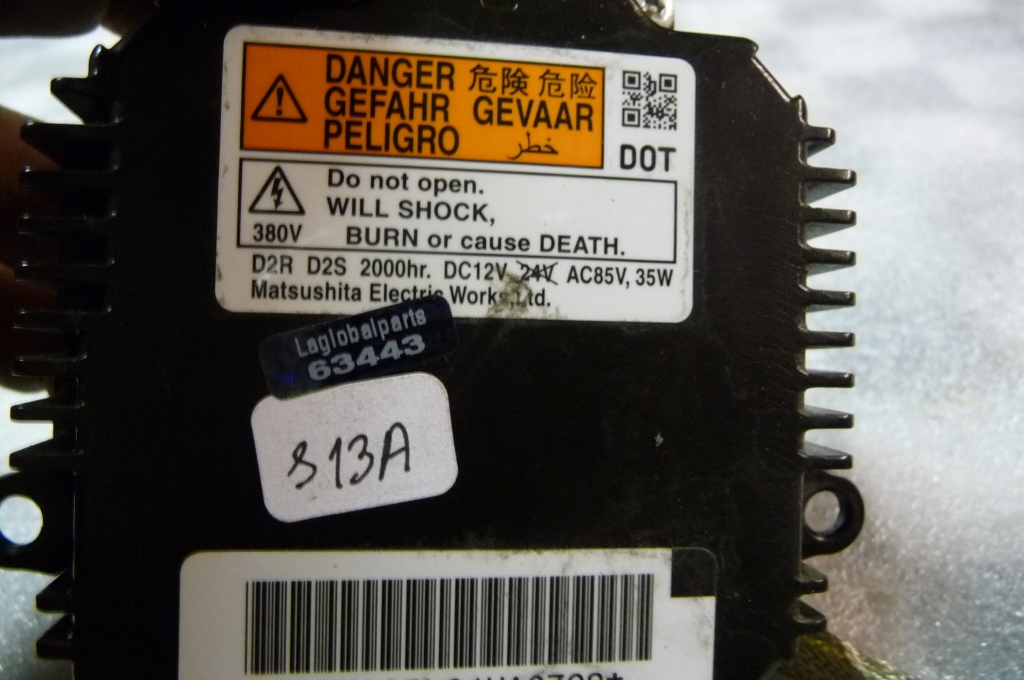 DANGER 危険 危险
GEFAHR GEVAAR
PELIGRO خطر
DOT
Do not open.
WILL SHOCK,
380V BURN or cause DEATH.
D2R D2S 2000hr. DC12V 24V AC85V, 35W
Matsushita Electric Works, Ltd.
Laglobalparts
63443
S13A